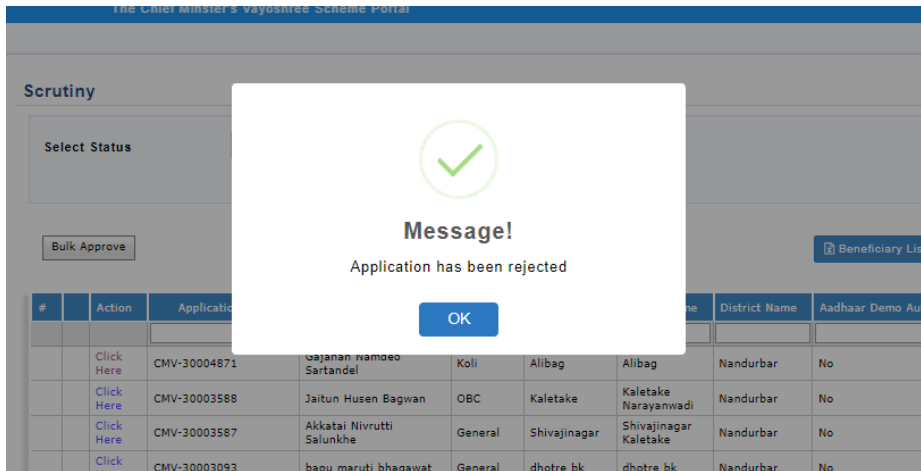 The Chief Minster's Vayoshree Scheme Portal
Scrutiny
Select Status
Message!
Application has been rejected
OK
Bulk Approve
Beneficiary Lis
# Action Applicatio ne District Name Aadhaar Demo Au
Click Here CMV-30004871 Gajanan Namdeo Sartandel Koli Alibag Alibag Nandurbar No
Click Here CMV-30003588 Jaitun Husen Bagwan OBC Kaletake Kaletake Narayanwadi Nandurbar No
Click Here CMV-30003587 Akkatai Nivrutti Salunkhe General Shivajinagar Shivajinagar Kaletake Nandurbar No
Click CMV-30003093 bapu maruti bhagawat General dhotre bk dhotre bk Nandurbar No